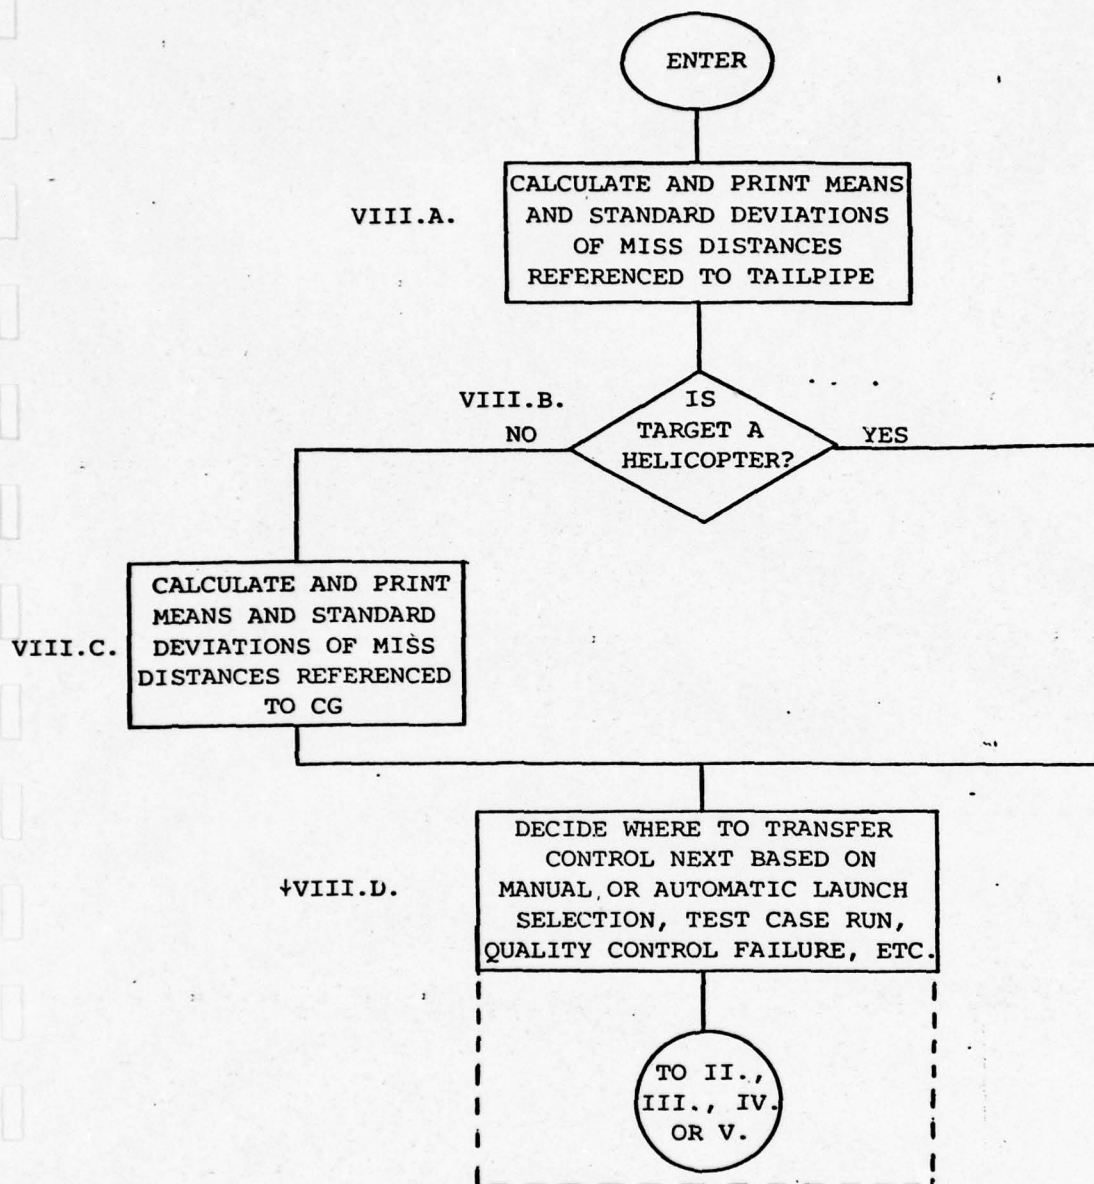 ENTER
VIII.A.
CALCULATE AND PRINT MEANS
AND STANDARD DEVIATIONS
OF MISS DISTANCES
REFERENCED TO TAILPIPE
VIII.B.
IS
TARGET A
HELICOPTER?
NO
YES
VIII.C.
CALCULATE AND PRINT
MEANS AND STANDARD
DEVIATIONS OF MISS
DISTANCES REFERENCED
TO CG
↓VIII.D.
DECIDE WHERE TO TRANSFER
CONTROL NEXT BASED ON
MANUAL OR AUTOMATIC LAUNCH
SELECTION, TEST CASE RUN,
QUALITY CONTROL FAILURE, ETC.
TO II.,
III., IV.
OR V.